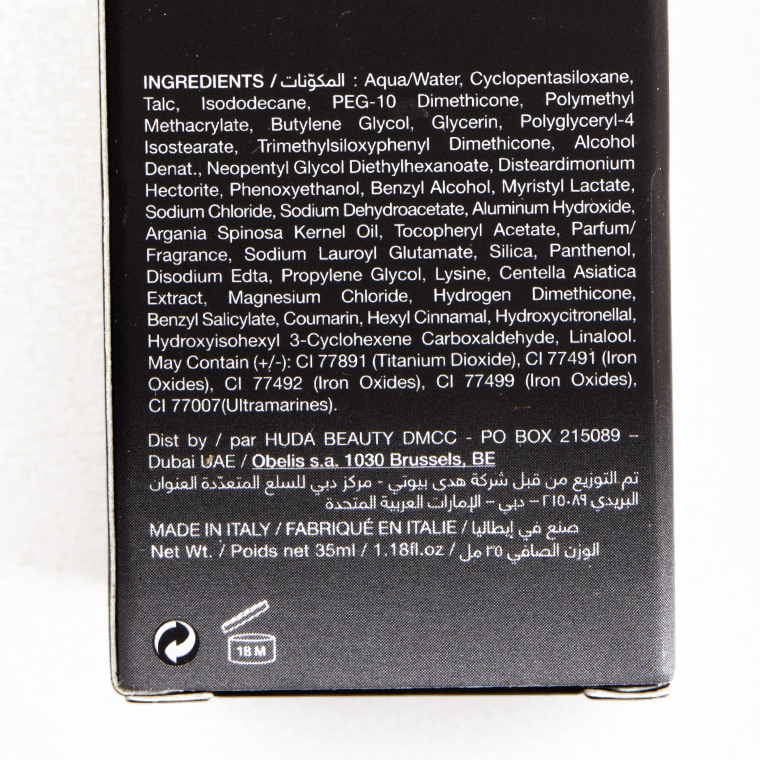 INGREDIENTS / المكوّنات : Aqua/Water, Cyclopentasiloxane,
Talc, Isododecane, PEG-10 Dimethicone, Polymethyl
Methacrylate, Butylene Glycol, Glycerin, Polyglyceryl-4
Isostearate, Trimethylsiloxyphenyl Dimethicone, Alcohol
Denat., Neopentyl Glycol Diethylhexanoate, Disteardimonium
Hectorite, Phenoxyethanol, Benzyl Alcohol, Myristyl Lactate,
Sodium Chloride, Sodium Dehydroacetate, Aluminum Hydroxide,
Argania Spinosa Kernel Oil, Tocopheryl Acetate, Parfum/
Fragrance, Sodium Lauroyl Glutamate, Silica, Panthenol,
Disodium Edta, Propylene Glycol, Lysine, Centella Asiatica
Extract, Magnesium Chloride, Hydrogen Dimethicone,
Benzyl Salicylate, Coumarin, Hexyl Cinnamal, Hydroxycitronellal,
Hydroxyisohexyl 3-Cyclohexene Carboxaldehyde, Linalool.
May Contain (+/-): CI 77891 (Titanium Dioxide), CI 77491 (Iron
Oxides), CI 77492 (Iron Oxides), CI 77499 (Iron Oxides),
CI 77007(Ultramarines).
Dist by / par HUDA BEAUTY DMCC - PO BOX 215089 –
Dubai UAE / Obelis s.a. 1030 Brussels, BE
تم التوزيع من قبل شركة هدى بيوتي - مركز دبي للسلع المتعدّدة العنوان
البريدي ٢١٥٠٨٩ – دبي – الإمارات العربية المتحدة
MADE IN ITALY / FABRIQUÉ EN ITALIE / صنع في إيطاليا
Net Wt. / Poids net 35ml / 1.18fl.oz / الوزن الصافي ٣٥ مل
18 M